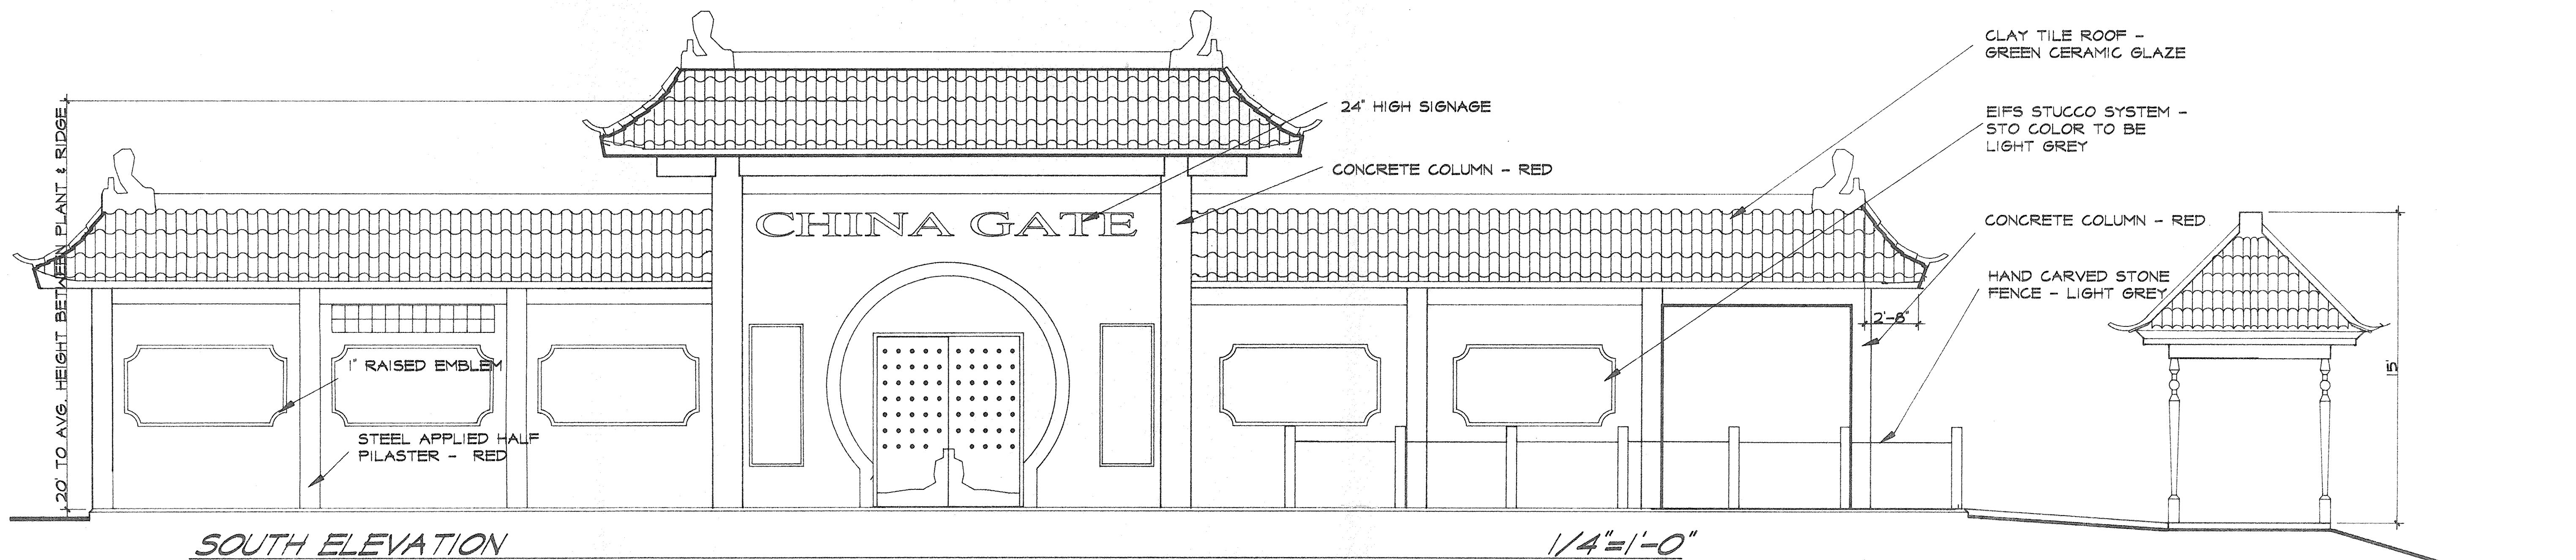 CLAY TILE ROOF -
GREEN CERAMIC GLAZE
24" HIGH SIGNAGE
EIFS STUCCO SYSTEM -
STO COLOR TO BE
LIGHT GREY
CONCRETE COLUMN - RED
CHINA GATE
CONCRETE COLUMN - RED
HAND CARVED STONE
FENCE - LIGHT GREY
2'-8"
15'
20' TO AVG. HEIGHT BETWEEN PLANT & RIDGE
1" RAISED EMBLEM
STEEL APPLIED HALF
PILASTER - RED
SOUTH ELEVATION
1/4"=1'-0"